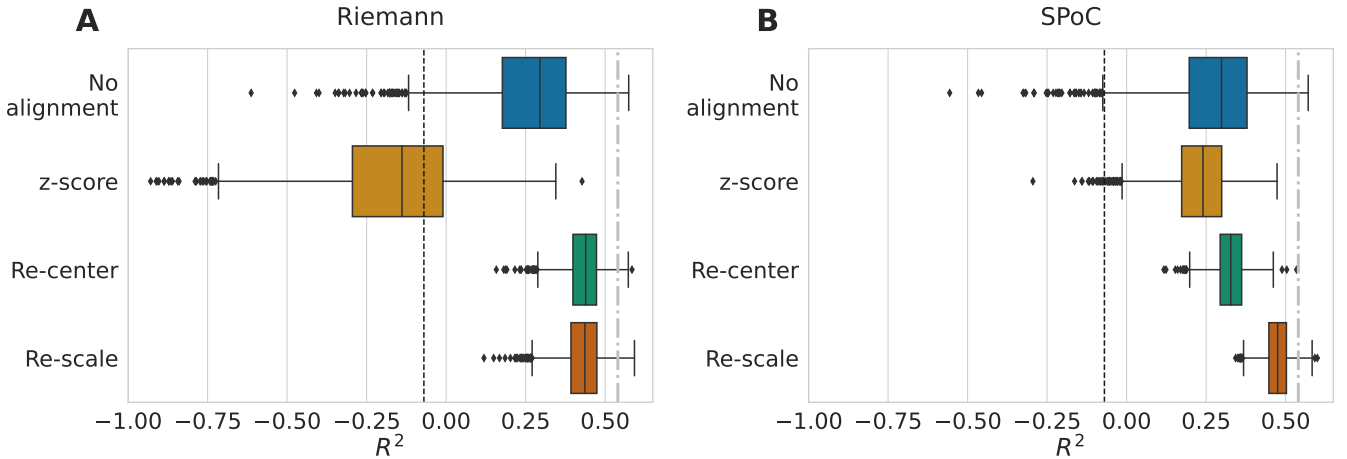 A
Riemann
No
alignment
z-score
Re-center
Re-scale
−1.00 −0.75 −0.50 −0.25 0.00 0.25 0.50
R²
B
SPoC
No
alignment
z-score
Re-center
Re-scale
−1.00 −0.75 −0.50 −0.25 0.00 0.25 0.50
R²